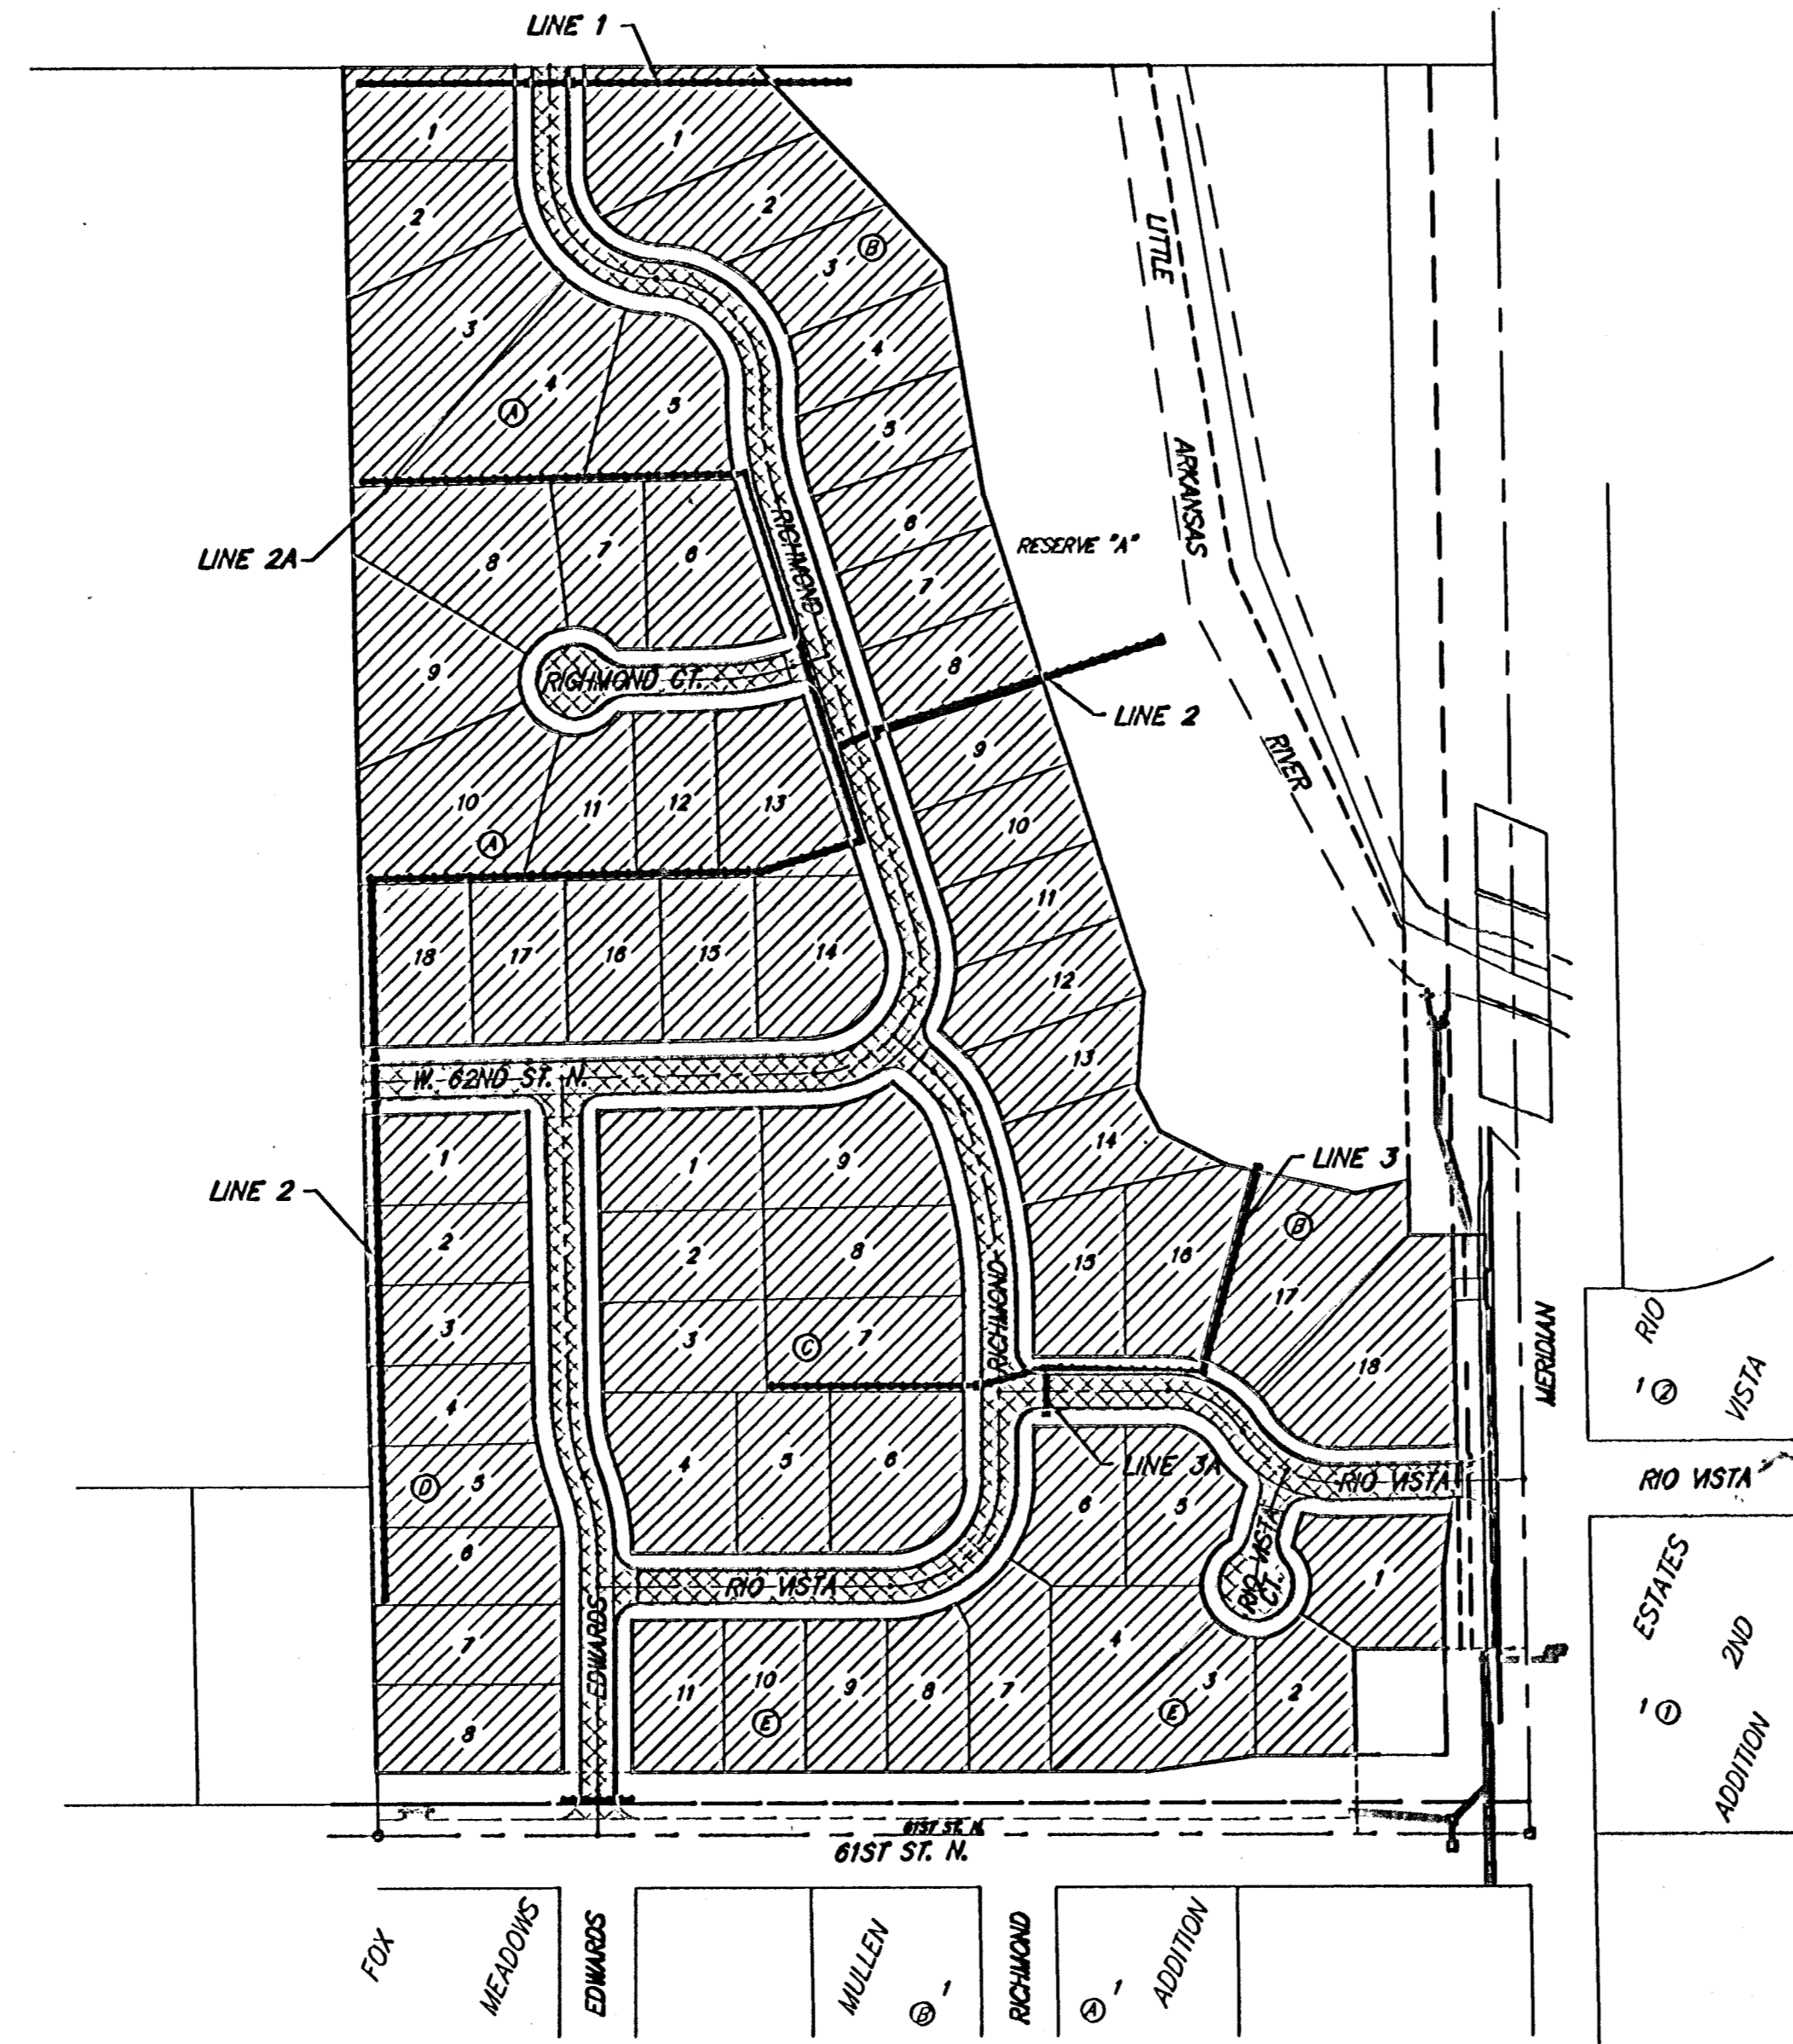 LINE 1
1
1
2
2
3
B
LITTLE
3
4
4
A
5
5
ARKANSAS
RICHMOND
6
RESERVE "A"
LINE 2A
8
7
6
7
9
RICHMOND CT.
8
LINE 2
RIVER
9
10
11
12
13
10
A
11
18
17
16
15
14
12
13
W. 62ND ST. N.
1
1
9
14
LINE 3
LINE 2
2
2
8
15
16
B
17
RICHMOND
3
3
C
7
18
MERIDIAN
RIO
VISTA
1 2
4
4
5
6
LINE 3A
RIO VISTA
RIO VISTA
D
5
6
5
6
RIO VISTA
RIO VISTA
CT.
1
ESTATES
2ND
ADDITION
1 1
EDWARDS
7
4
11
10
9
8
7
3
2
E
E
8
61ST ST. N.
61ST ST. N.
FOX
MEADOWS
EDWARDS
MULLEN
B 1
RICHMOND
A 1
ADDITION